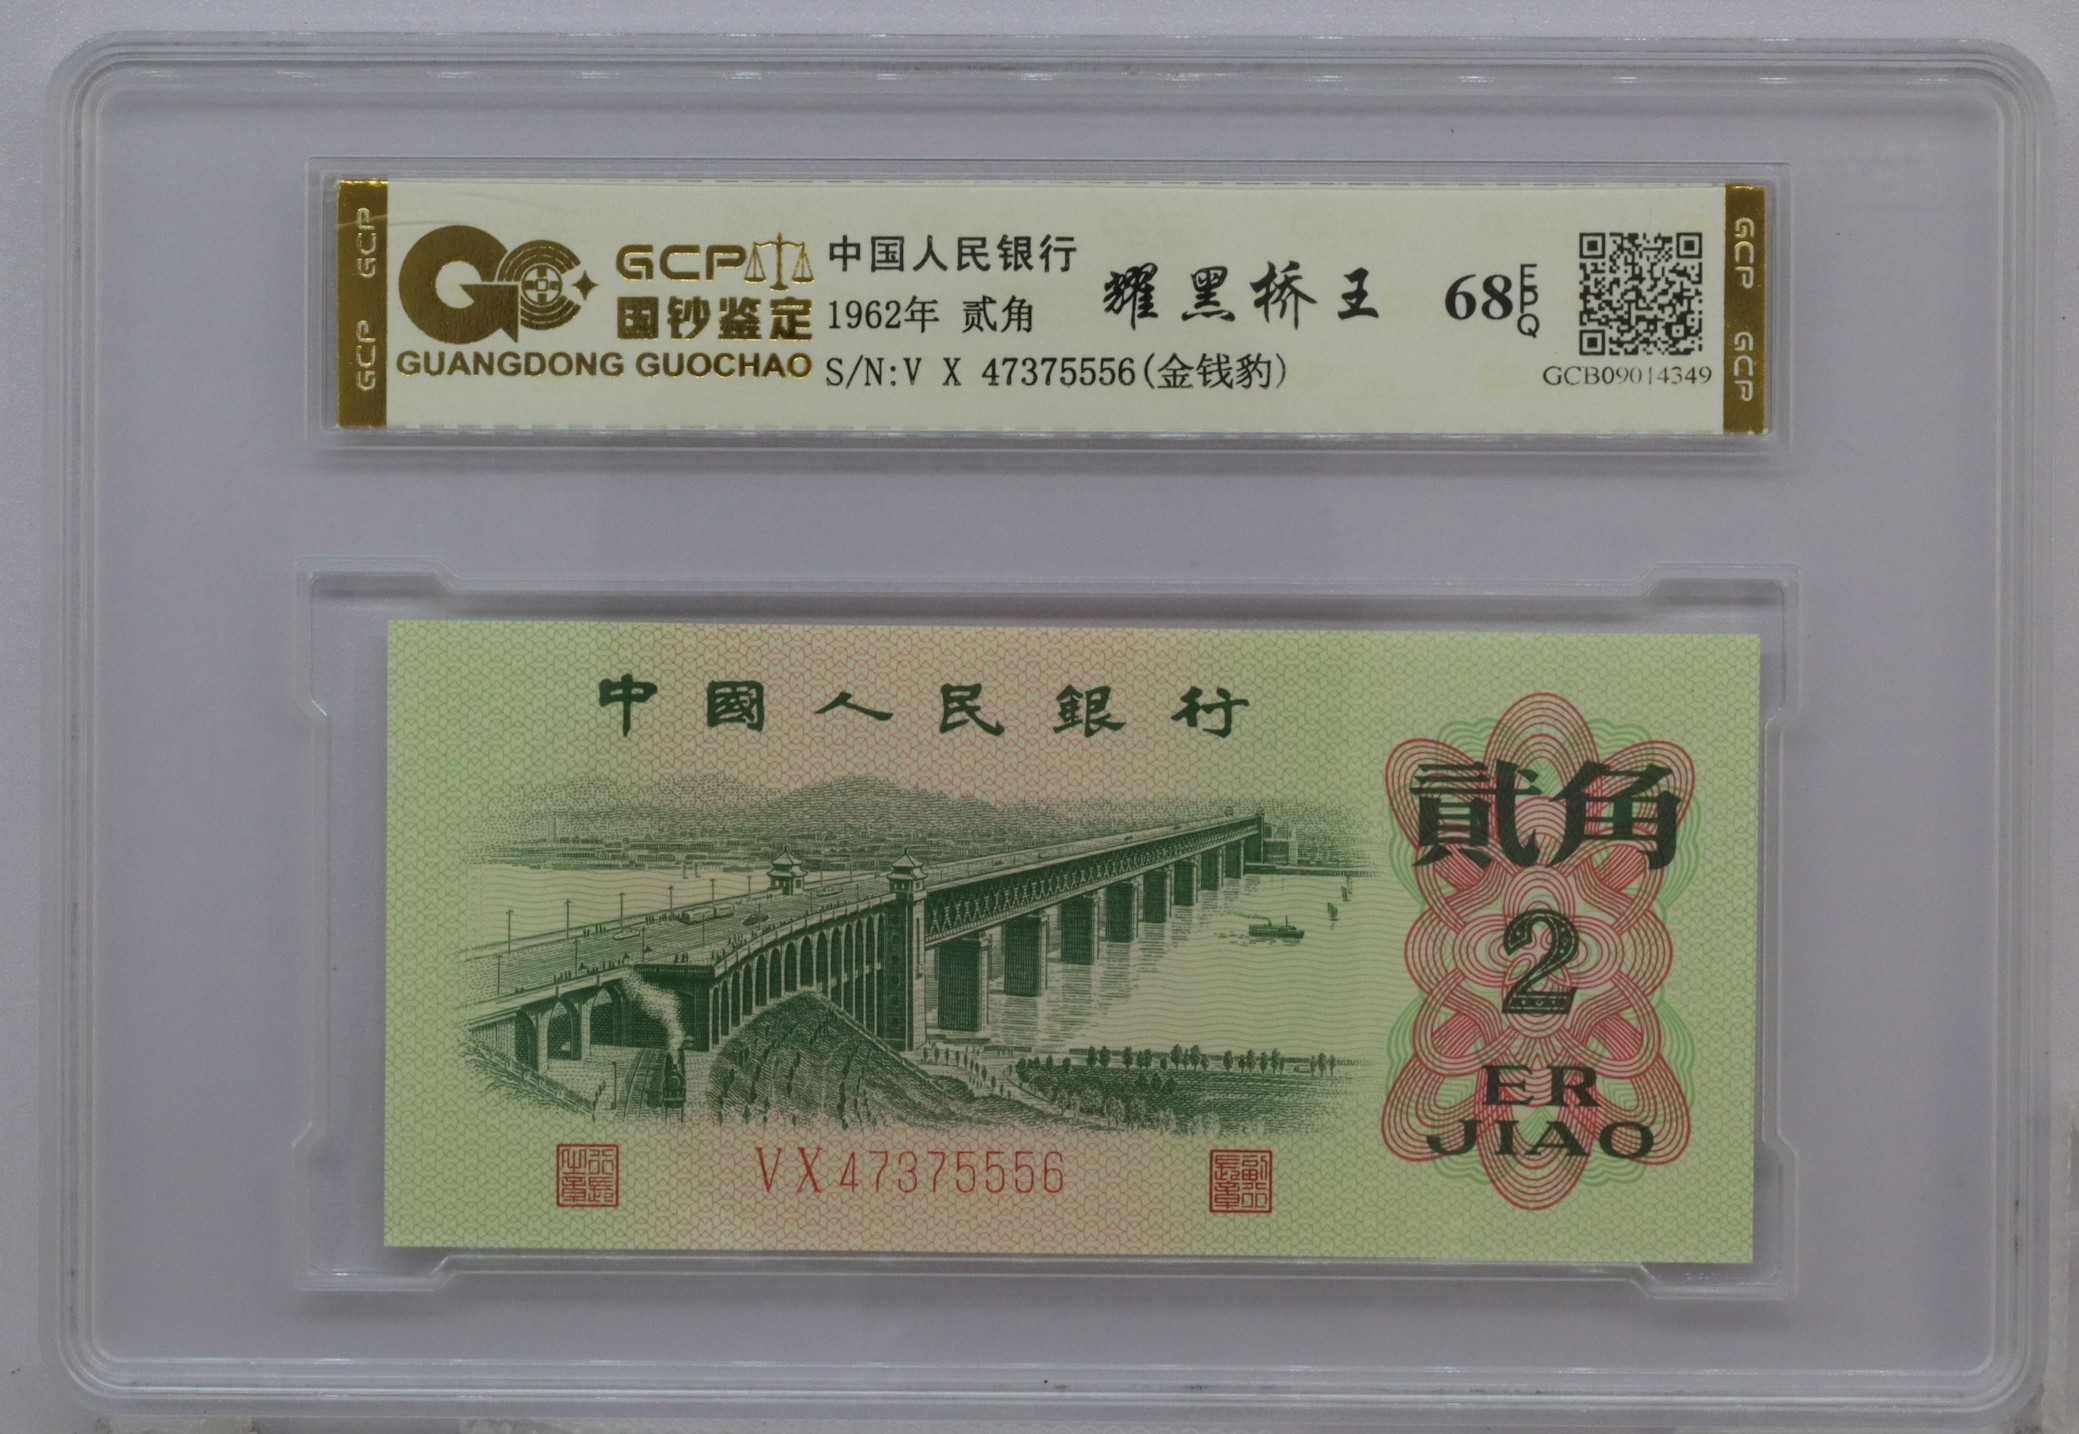 GCP GCP
GCP
国钞鉴定
GUANGDONG GUOCHAO
中国人民银行
1962年 贰角
S/N:V X 47375556(金钱豹)
耀黑桥王
68 EPQ
GCB09014349
GCP GCP
中國人民銀行
貳角
2
ER
JIAO
VX47375556